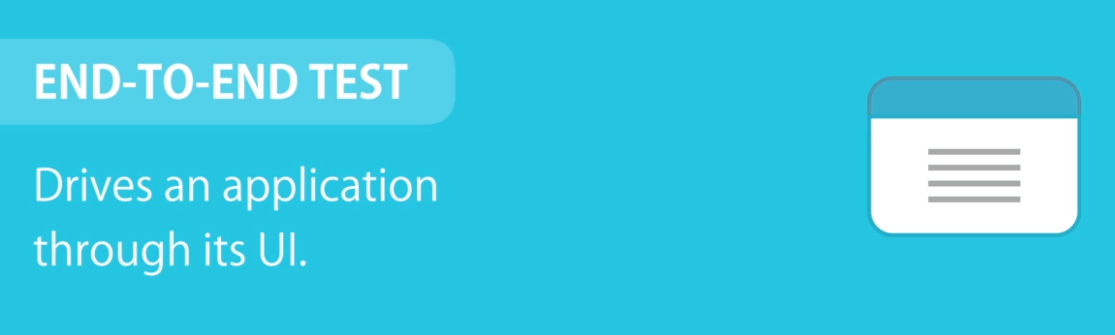 END-TO-END TEST
Drives an application
through its UI.